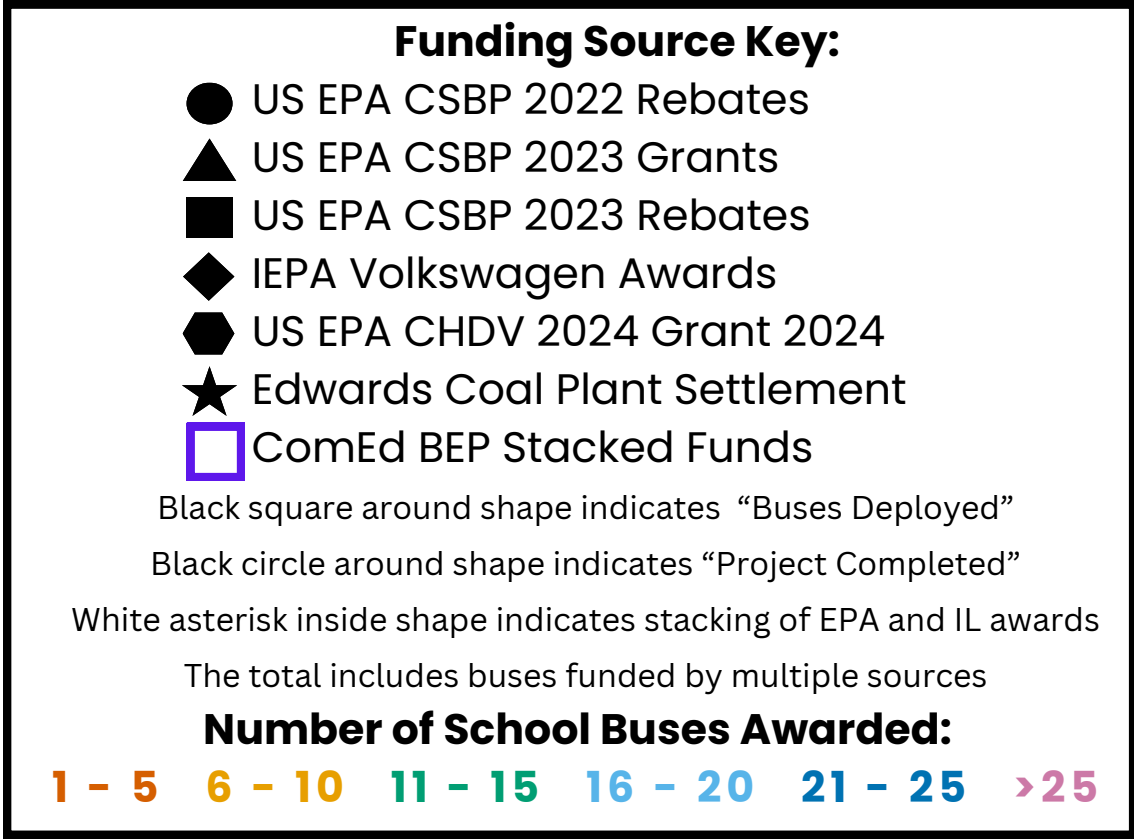 Funding Source Key:
US EPA CSBP 2022 Rebates
US EPA CSBP 2023 Grants
US EPA CSBP 2023 Rebates
IEPA Volkswagen Awards
US EPA CHDV 2024 Grant 2024
Edwards Coal Plant Settlement
ComEd BEP Stacked Funds
Black square around shape indicates “Buses Deployed”
Black circle around shape indicates “Project Completed”
White asterisk inside shape indicates stacking of EPA and IL awards
The total includes buses funded by multiple sources
Number of School Buses Awarded:
1 - 5 6 - 10 11 - 15 16 - 20 21 - 25 >25